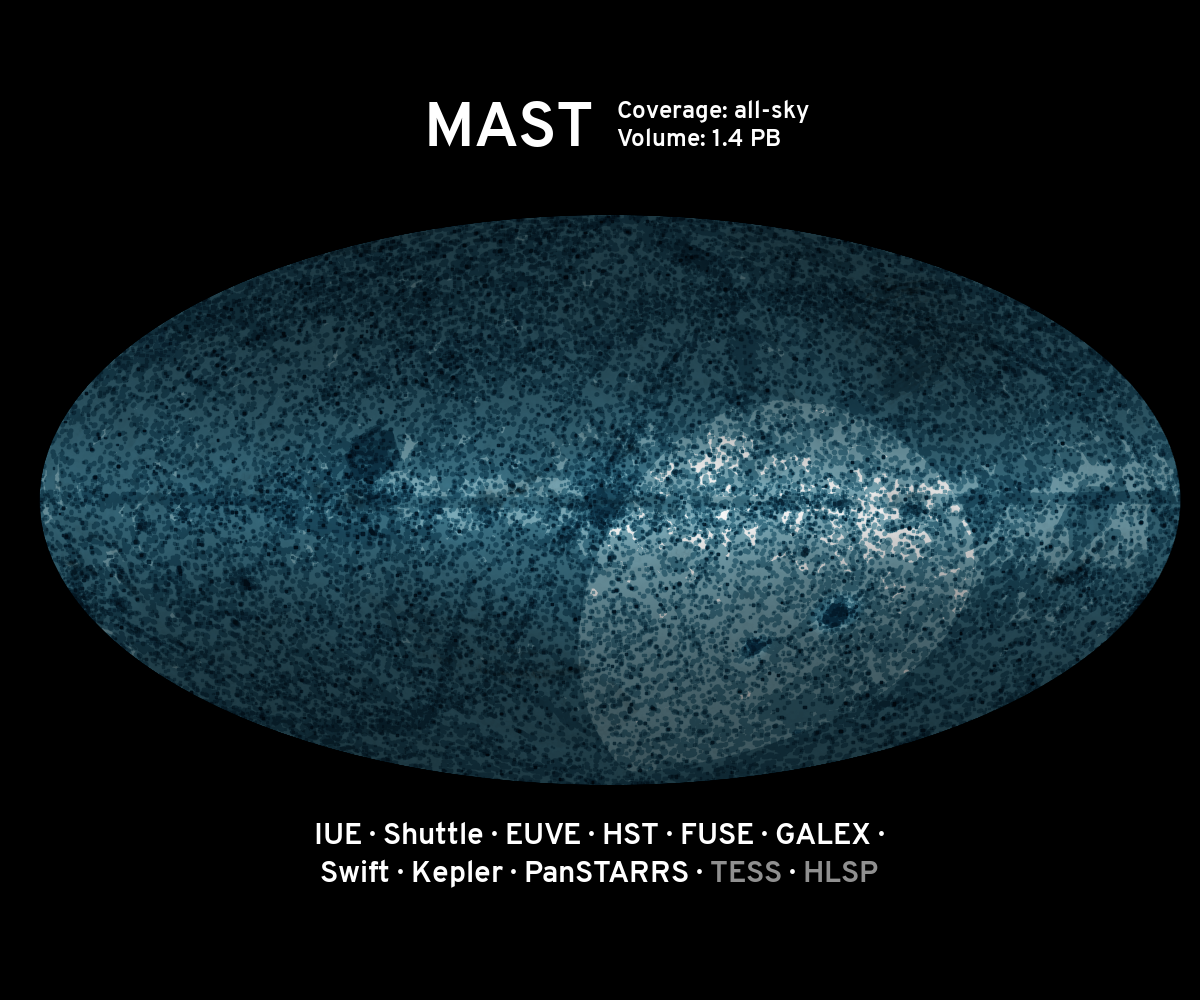 MAST
Coverage: all-sky
Volume: 1.4 PB
IUE · Shuttle · EUVE · HST · FUSE · GALEX ·
Swift · Kepler · PanSTARRS · TESS · HLSP